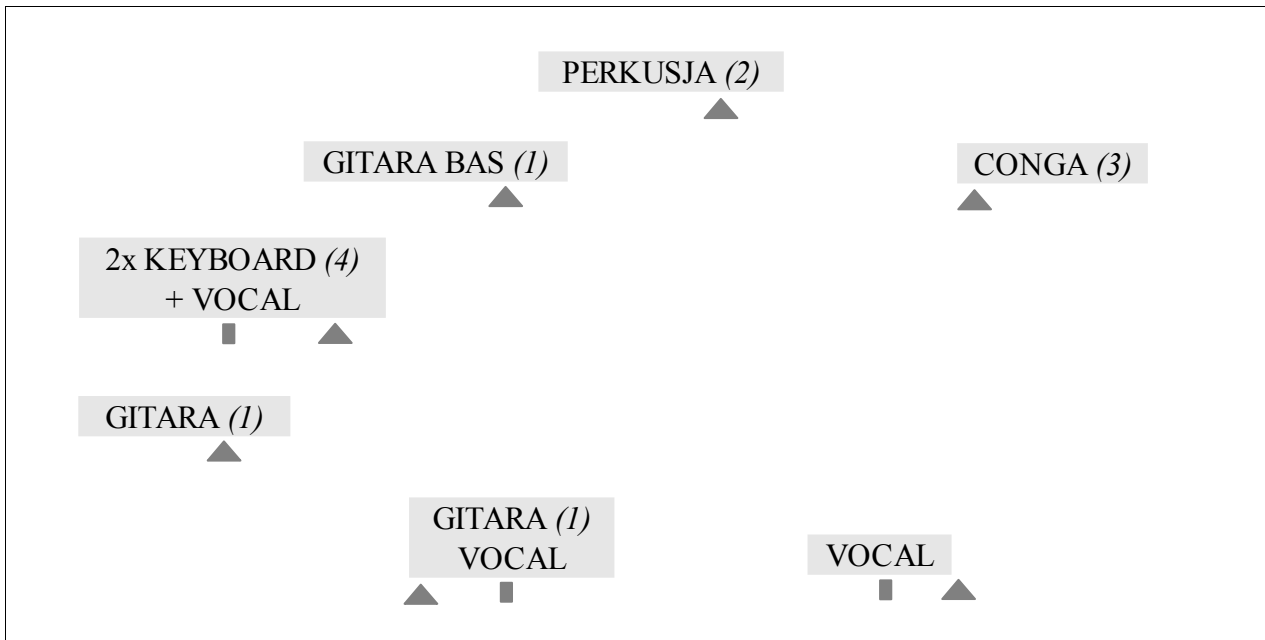 PERKUSJA (2)
GITARA BAS (1)
CONGA (3)
2x KEYBOARD (4)
+ VOCAL
GITARA (1)
GITARA (1)
VOCAL
VOCAL